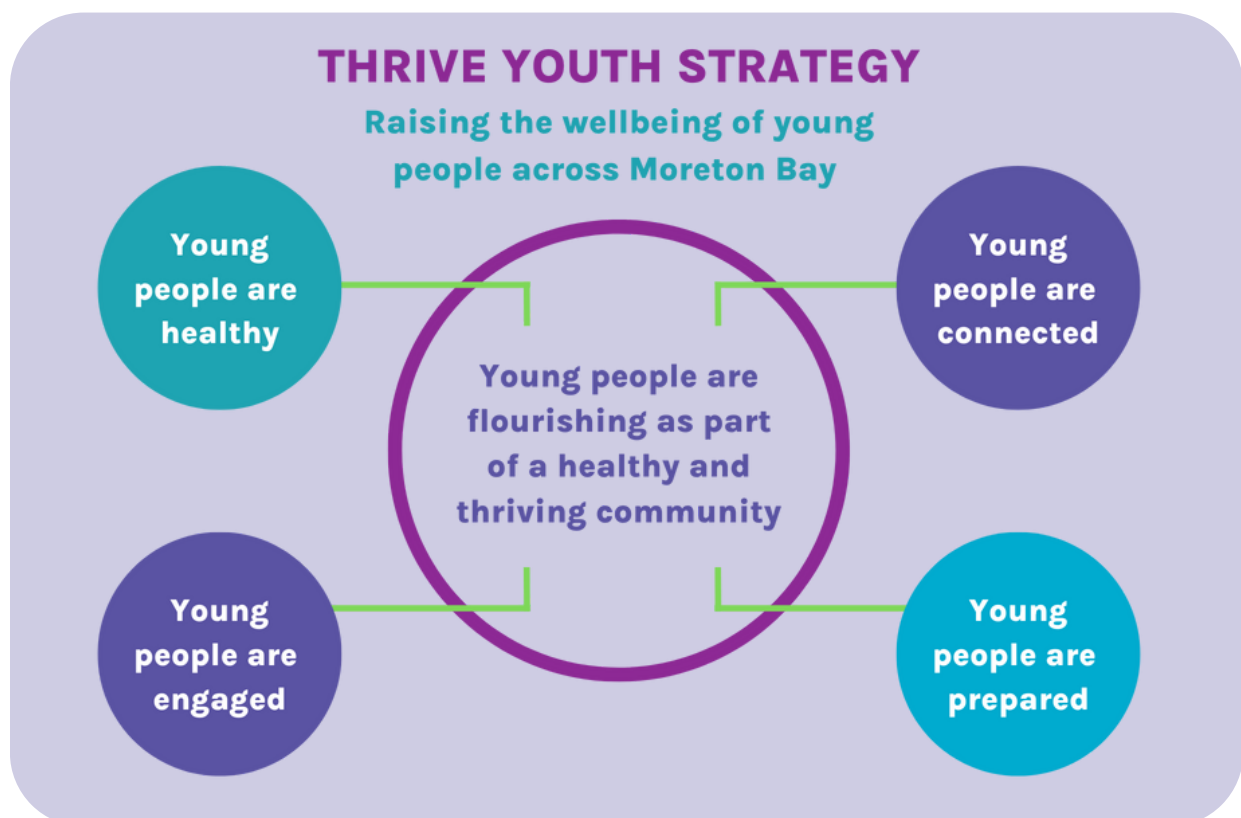 THRIVE YOUTH STRATEGY
Raising the wellbeing of young
people across Moreton Bay
Young
people are
healthy
Young
people are
connected
Young people are
flourishing as part
of a healthy and
thriving community
Young
people are
engaged
Young
people are
prepared